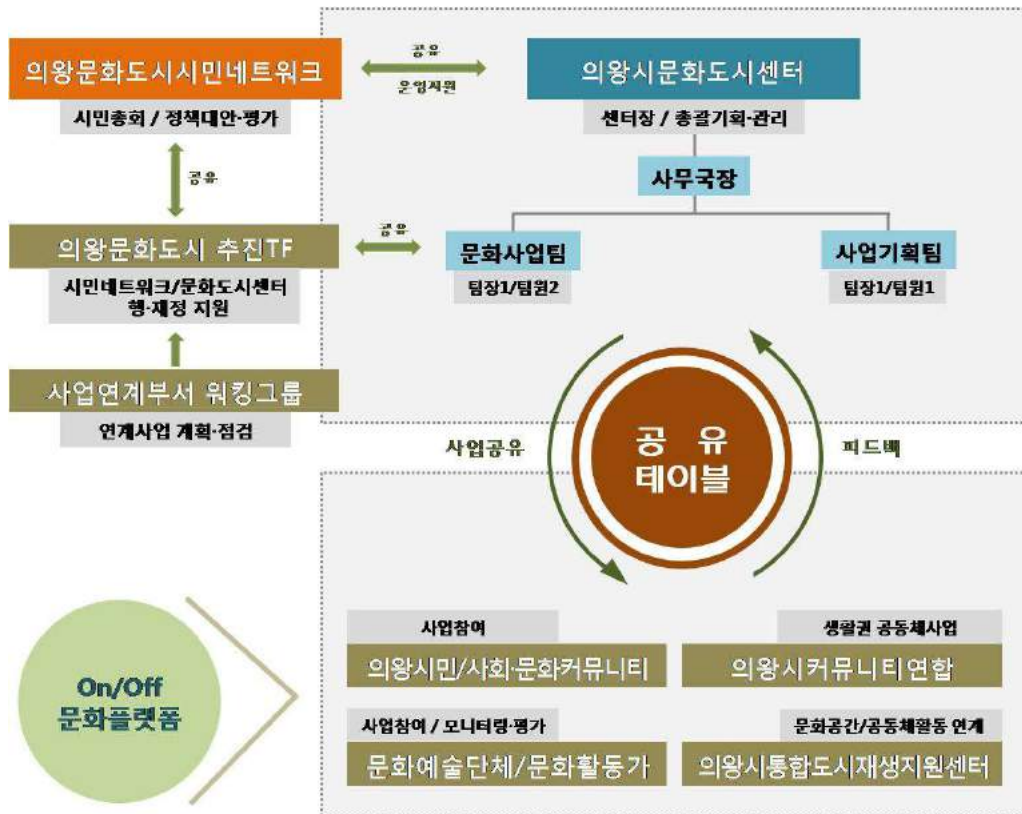 의왕문화도시시민네트워크
시민총회 / 정책대안·평가
공유
운영지원
의왕시문화도시센터
센터장 / 총괄기획·관리
사무국장
공유
의왕문화도시 추진TF
시민네트워크/문화도시센터
행·재정 지원
공유
문화사업팀
팀장1/팀원2
사업기획팀
팀장1/팀원1
사업연계부서 워킹그룹
연계사업 계획·점검
사업공유
공 유
테이블
피드백
On/Off
문화플랫폼
사업참여
의왕시민/사회·문화커뮤니티
생활권 공동체사업
의왕시커뮤니티연합
사업참여 / 모니터링·평가
문화예술단체/문화활동가
문화공간/공동체활동 연계
의왕시통합도시재생지원센터